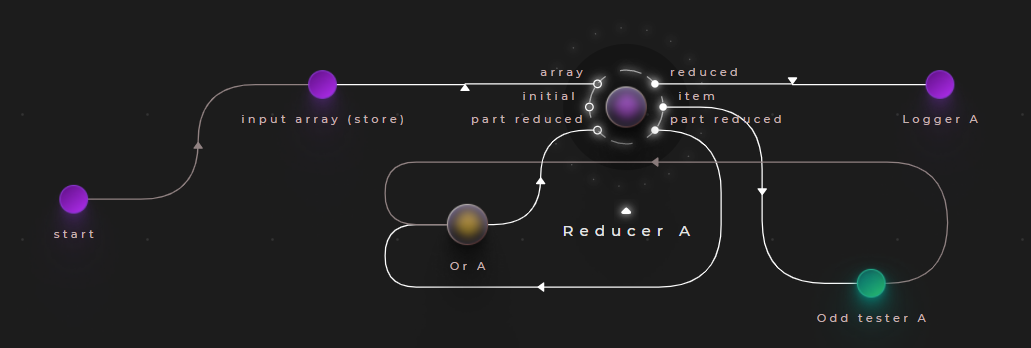 array
reduced
initial
item
input array (store)
part reduced
part reduced
Logger A
start
Reducer A
Or A
Odd tester A